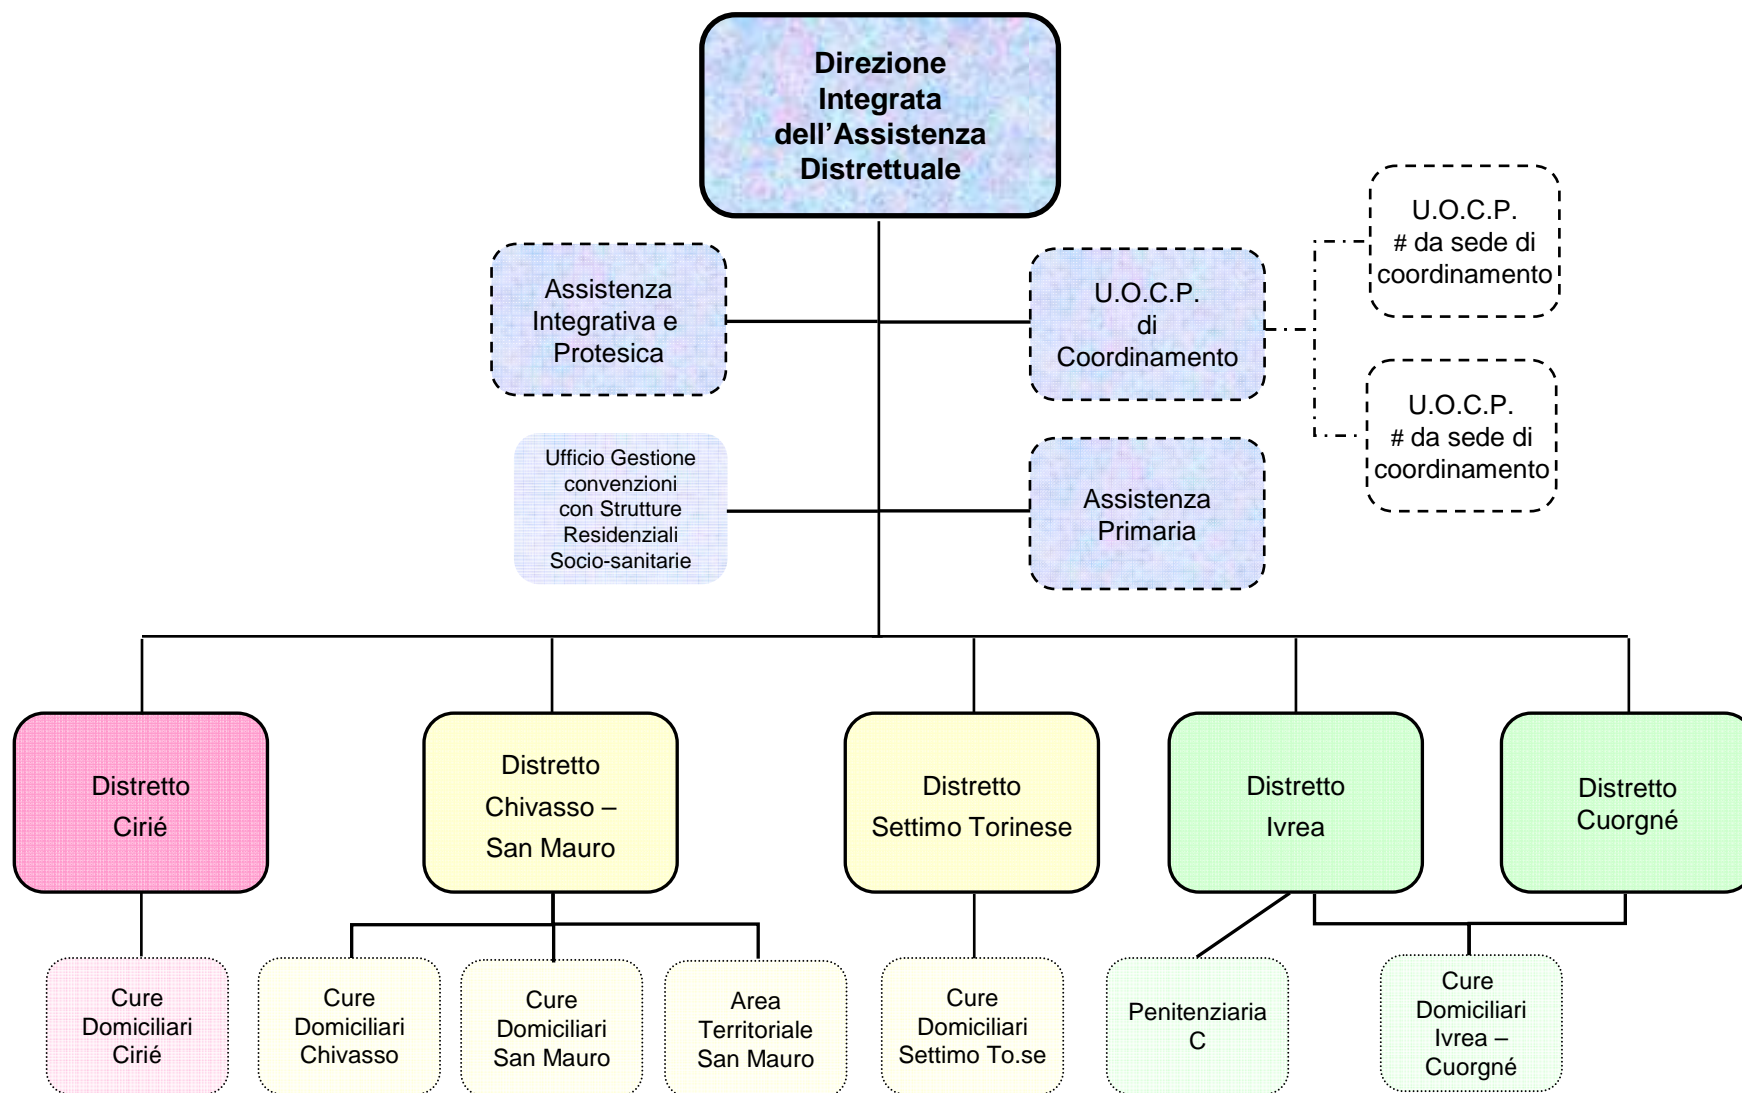 Direzione
Integrata
dell’Assistenza
Distrettuale
Assistenza
Integrativa e
Protesica
U.O.C.P.
di
Coordinamento
U.O.C.P.
# da sede di
coordinamento
U.O.C.P.
# da sede di
coordinamento
Ufficio Gestione
convenzioni
con Strutture
Residenziali
Socio-sanitarie
Assistenza
Primaria
Distretto
Cirié
Distretto
Chivasso –
San Mauro
Distretto
Settimo Torinese
Distretto
Ivrea
Distretto
Cuorgné
Cure
Domiciliari
Cirié
Cure
Domiciliari
Chivasso
Cure
Domiciliari
San Mauro
Area
Territoriale
San Mauro
Cure
Domiciliari
Settimo To.se
Penitenziaria
C
Cure
Domiciliari
Ivrea –
Cuorgné